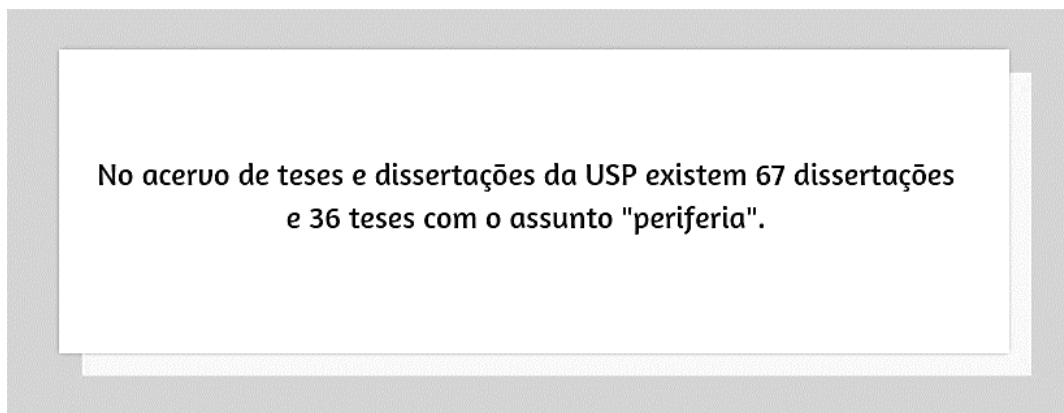 No acervo de teses e dissertações da USP existem 67 dissertações
e 36 teses com o assunto "periferia".